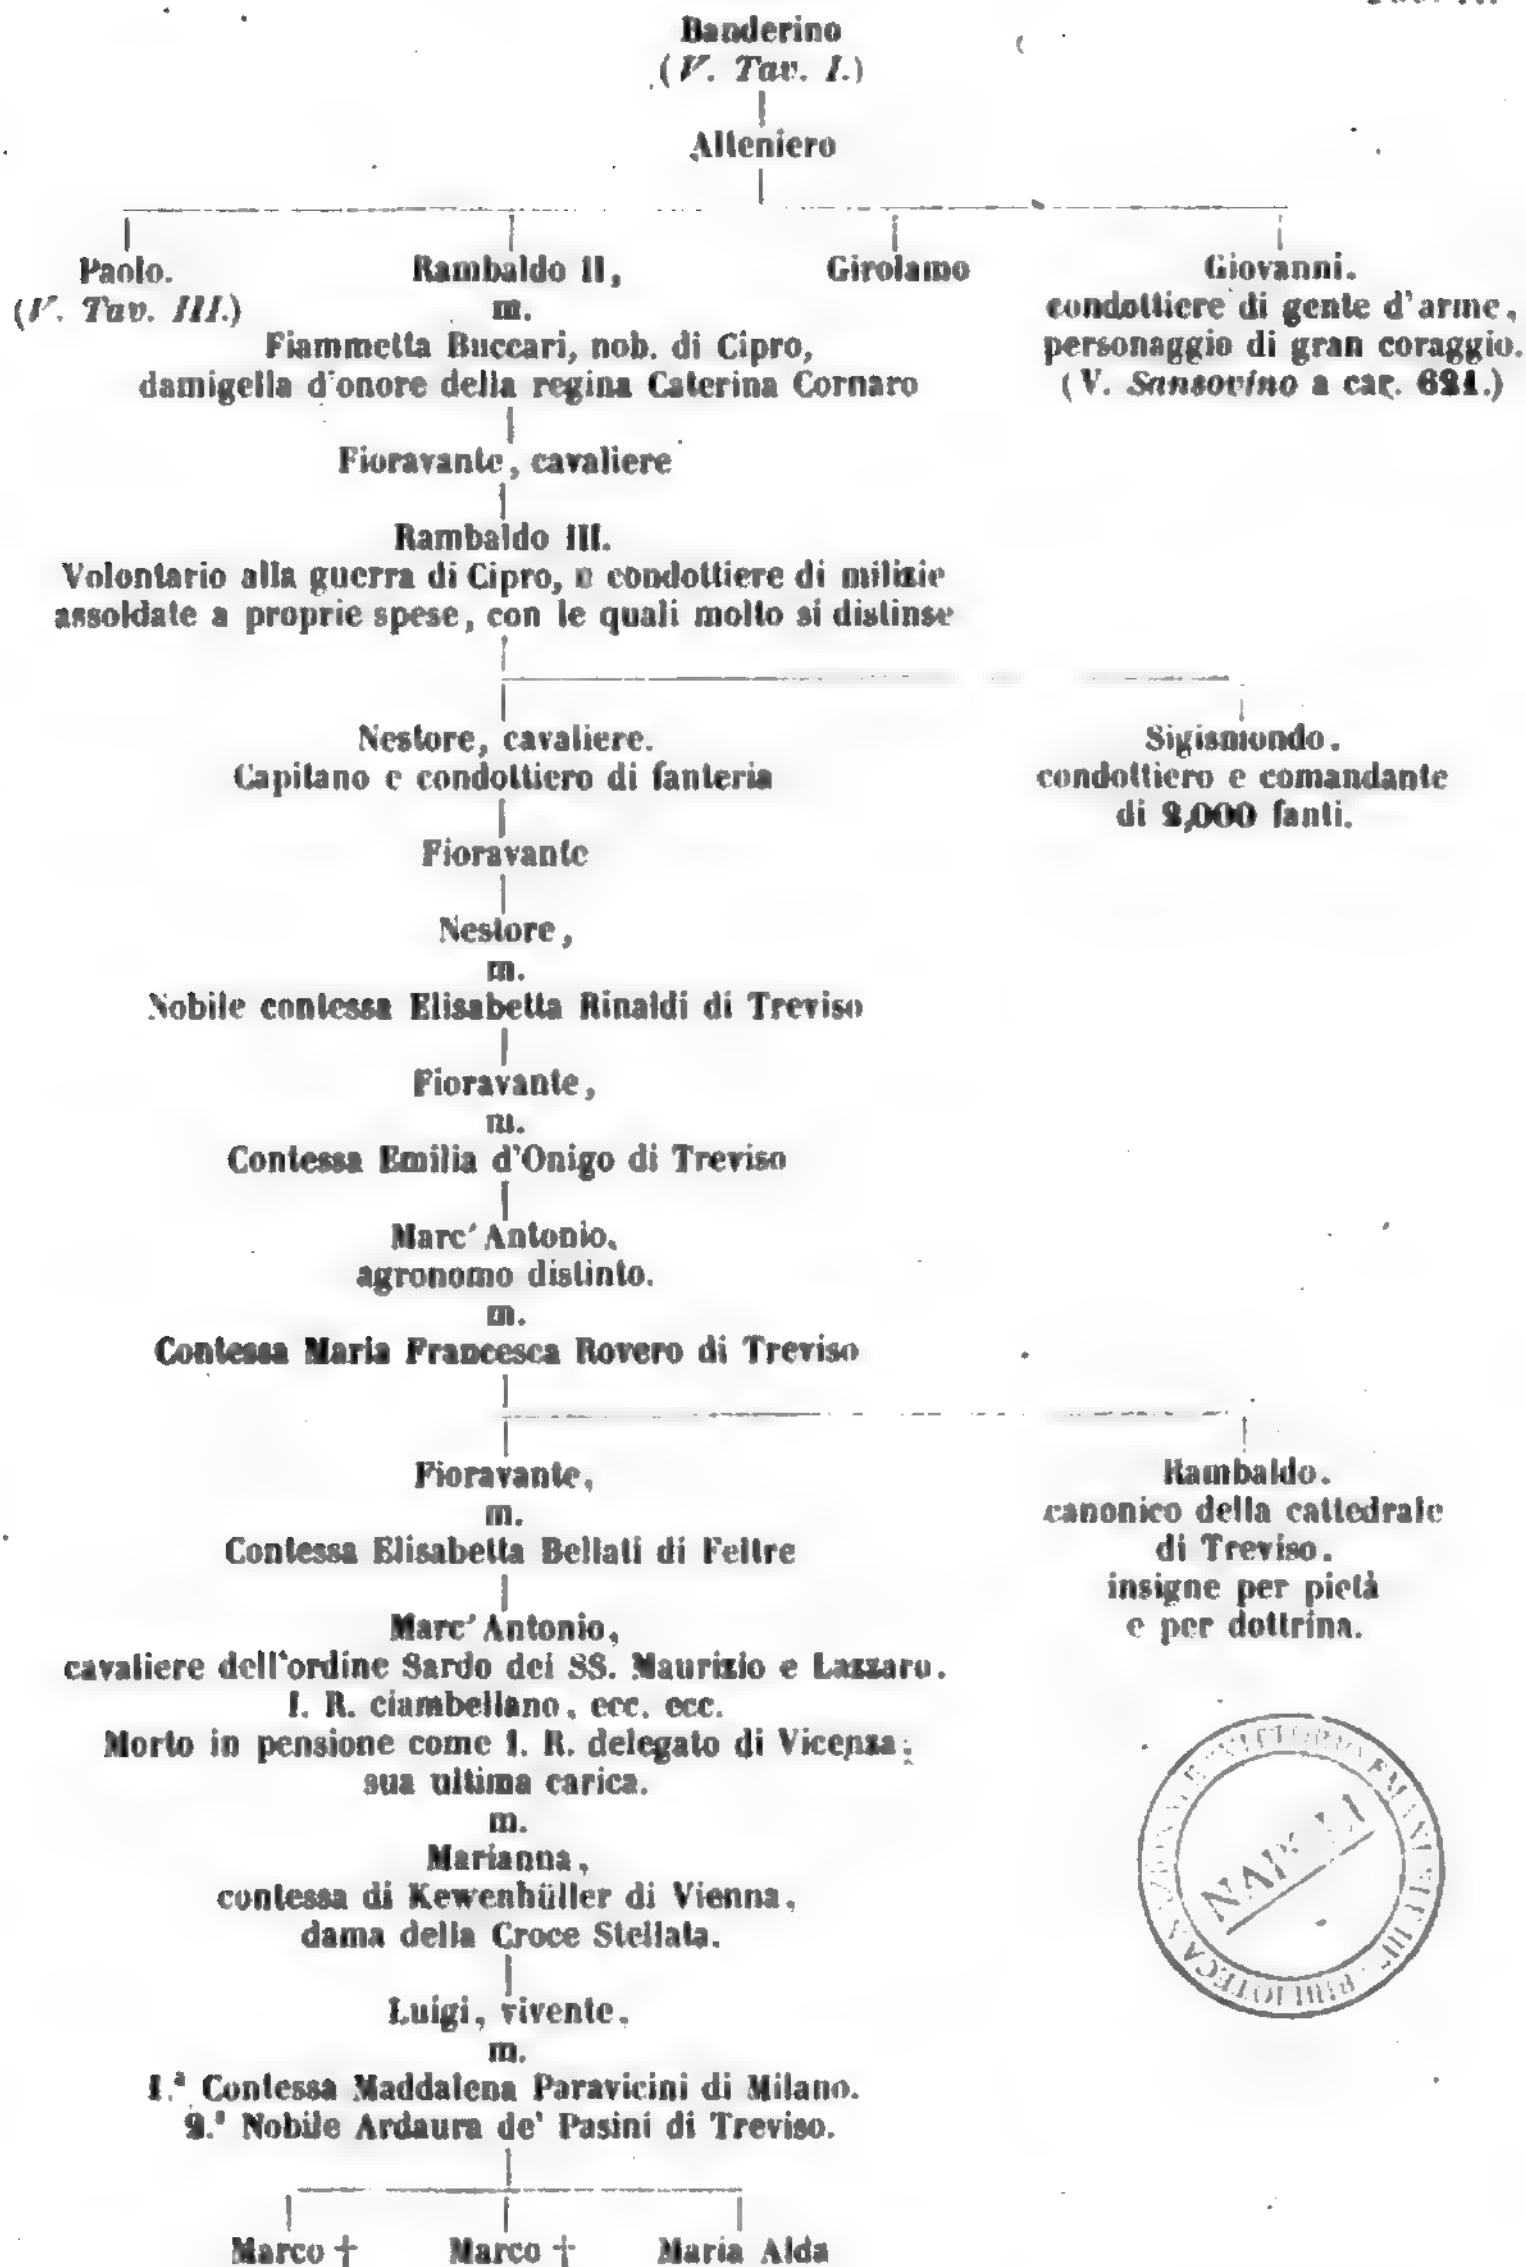 Banderino
(V. Tav. I.)
Alteniero
Paolo.
(V. Tav. III.)
Rambaldo II,
m.
Fiammetta Buccari, nob. di Cipro,
damigella d'onore della regina Caterina Cornaro
Girolamo
Giovanni.
condottiere di gente d'arme,
personaggio di gran coraggio.
(V. Sansovino a car. 621.)
Fioravante, cavaliere
Rambaldo III.
Volontario alla guerra di Cipro, e condottiere di milizie
assoldate a proprie spese, con le quali molto si distinse
Nestore, cavaliere.
Capitano e condottiero di fanteria
Sigismondo.
condottiero e comandante
di 2,000 fanti.
Fioravante
Nestore,
m.
Nobile contessa Elisabetta Rinaldi di Treviso
Fioravante,
m.
Contessa Emilia d'Onigo di Treviso
Marc'Antonio.
agronomo distinto.
m.
Contessa Maria Francesca Rovero di Treviso
Fioravante,
m.
Contessa Elisabetta Bellati di Feltre
Rambaldo.
canonico della cattedrale
di Treviso.
insigne per pietà
e per dottrina.
Marc'Antonio,
cavaliere dell'ordine Sardo dei SS. Maurizio e Lazzaro.
I. R. ciambellano, ecc. ecc.
Morto in pensione come I. R. delegato di Vicenza;
sua ultima carica.
m.
Marianna,
contessa di Kewenhüller di Vienna,
dama della Croce Stellata.
Luigi, vivente,
m.
1.ª Contessa Maddalena Paravicini di Milano.
2.ª Nobile Ardaura de' Pasini di Treviso.
Marco †
Marco †
Maria Alda
BIBLIOTECA NAZIONALE VITTORIO EMANUELE III
NAPOLI